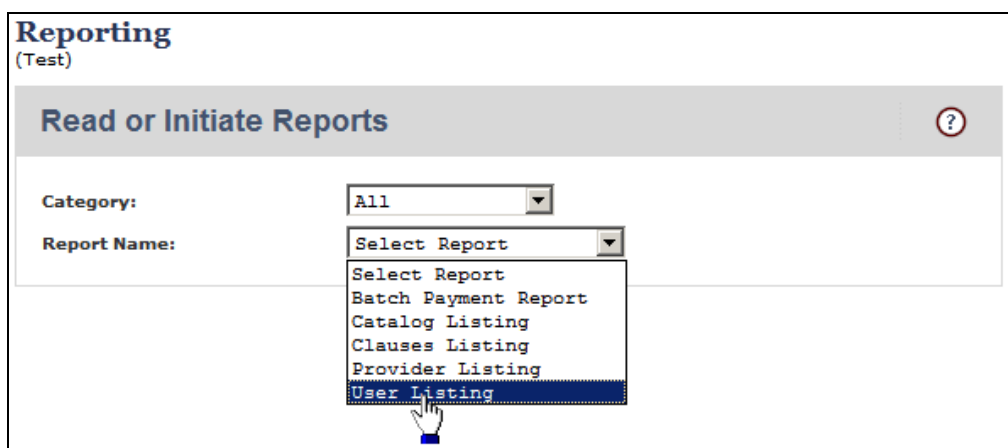 Reporting
(Test)
Read or Initiate Reports
?
Category:
All
Report Name:
Select Report
Select Report
Batch Payment Report
Catalog Listing
Clauses Listing
Provider Listing
User Listing